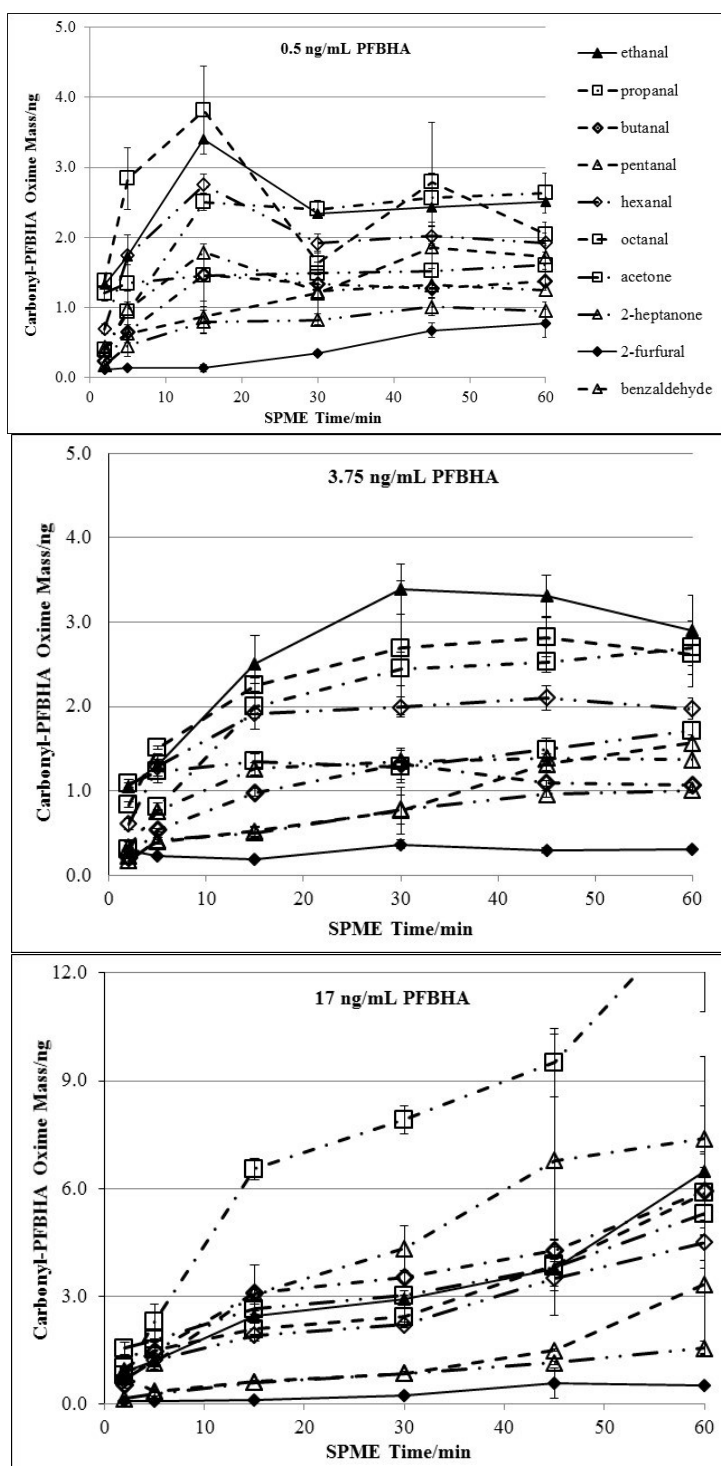 0.5 ng/mL PFBHA
Carbonyl-PFBHA Oxime Mass/ng
5.0
4.0
3.0
2.0
1.0
0.0
0 10 20 30 40 50 60
SPME Time/min
ethanal
propanal
butanal
pentanal
hexanal
octanal
acetone
2-heptanone
2-furfural
benzaldehyde
3.75 ng/mL PFBHA
Carbonyl-PFBHA Oxime Mass/ng
5.0
4.0
3.0
2.0
1.0
0.0
0 10 20 30 40 50 60
SPME Time/min
17 ng/mL PFBHA
Carbonyl-PFBHA Oxime Mass/ng
12.0
9.0
6.0
3.0
0.0
0 10 20 30 40 50 60
SPME Time/min